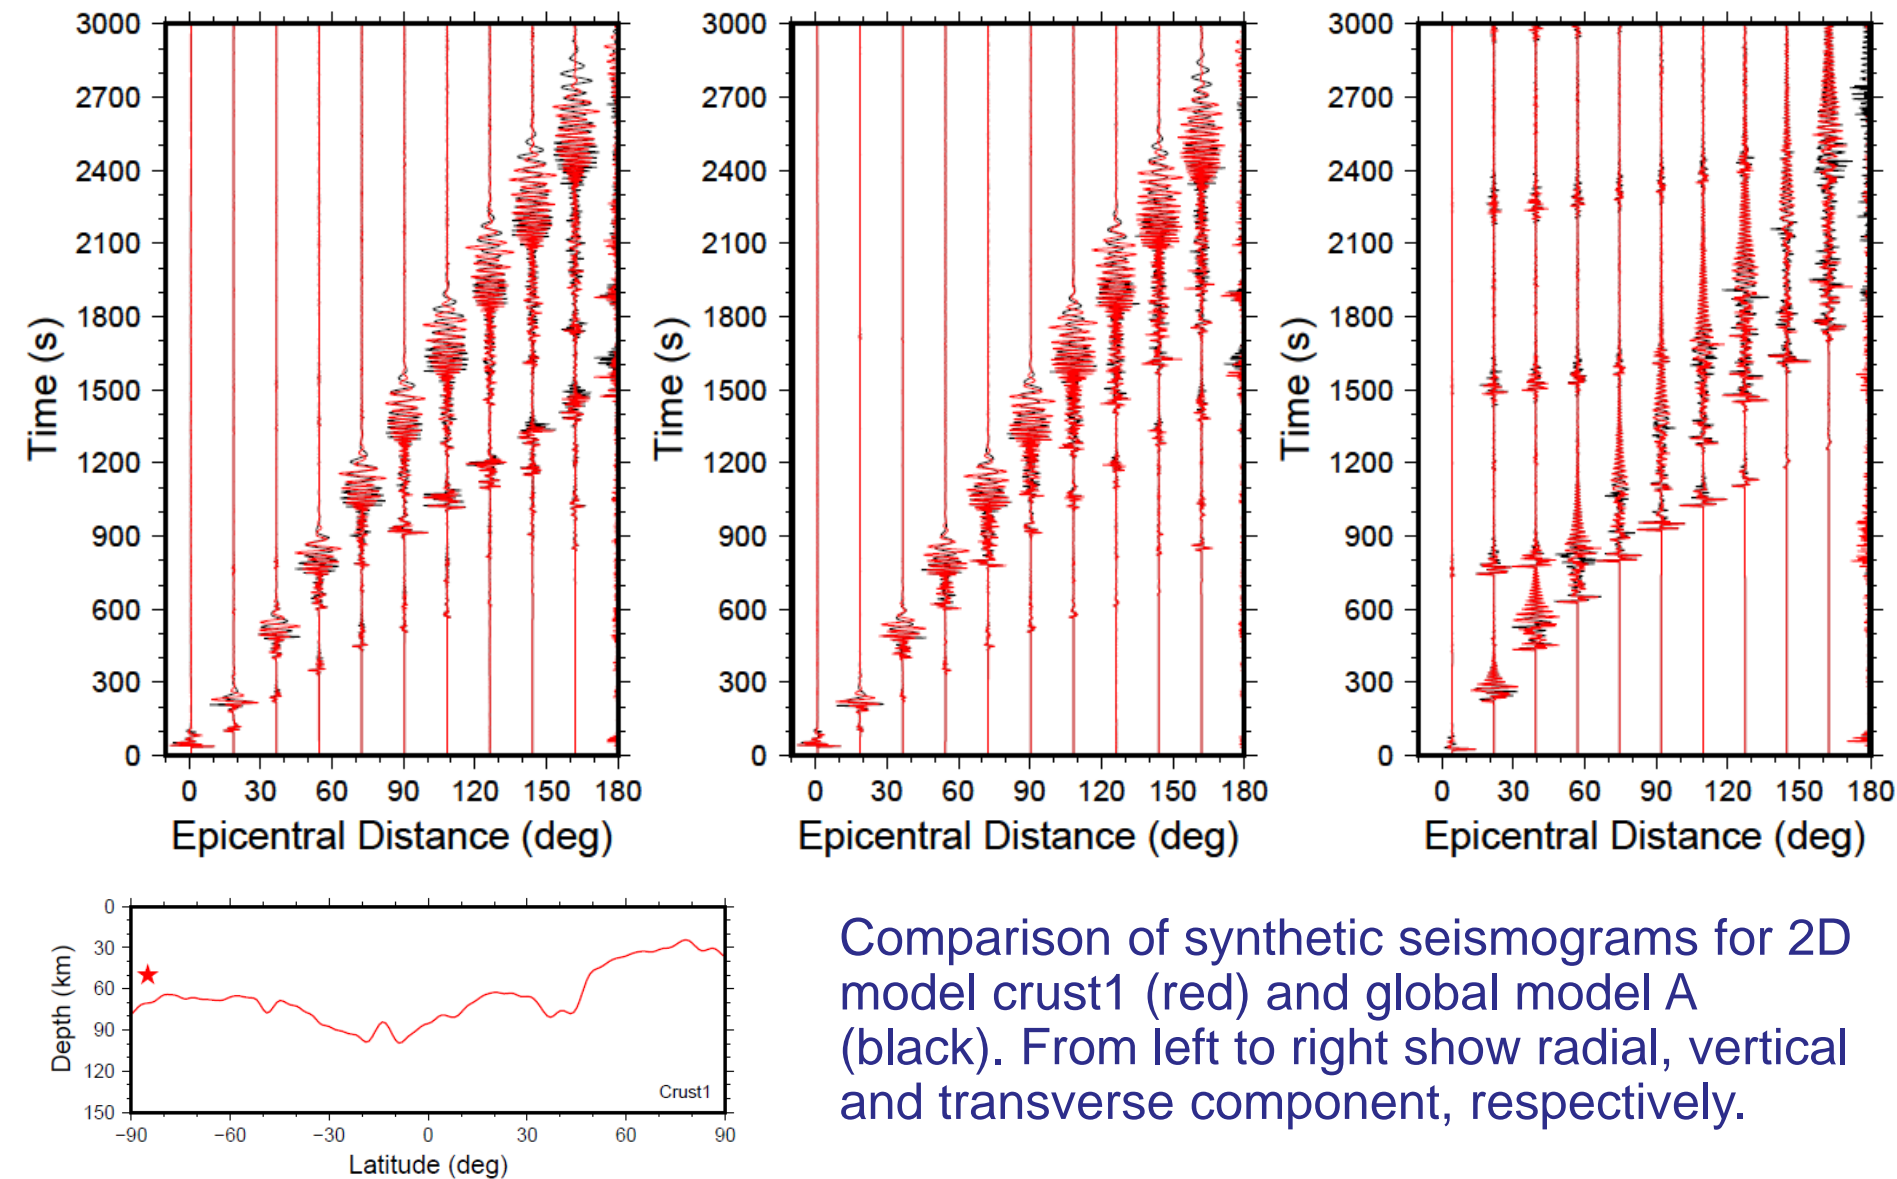 3000
2700
2400
2100
1800
1500
1200
900
600
300
0
Time (s)
0 30 60 90 120 150 180
Epicentral Distance (deg)
3000
2700
2400
2100
1800
1500
1200
900
600
300
0
Time (s)
0 30 60 90 120 150 180
Epicentral Distance (deg)
3000
2700
2400
2100
1800
1500
1200
900
600
300
0
Time (s)
0 30 60 90 120 150 180
Epicentral Distance (deg)
0
30
60
90
120
150
Depth (km)
Crust1
−90 −60 −30 0 30 60 90
Latitude (deg)
Comparison of synthetic seismograms for 2D
model crust1 (red) and global model A
(black). From left to right show radial, vertical
and transverse component, respectively.